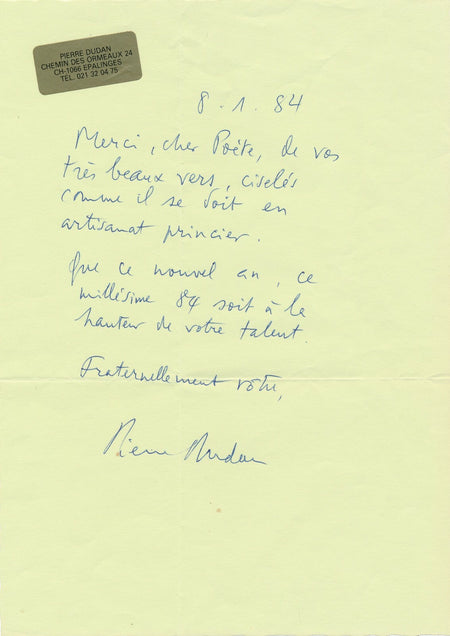 PIERRE DUDAN
CHEMIN DES ORMEAUX 24
CH-1066 EPALINGES
TEL. 021 32 04 75
8.1.84
Merci, cher Poète, de vos
très beaux vers, ciselés
comme il se doit en
artisanat princier.
Que ce nouvel an, ce
millésime 84 soit à la
hauteur de votre talent.
Fraternellement vôtre,
Pierre Dudan